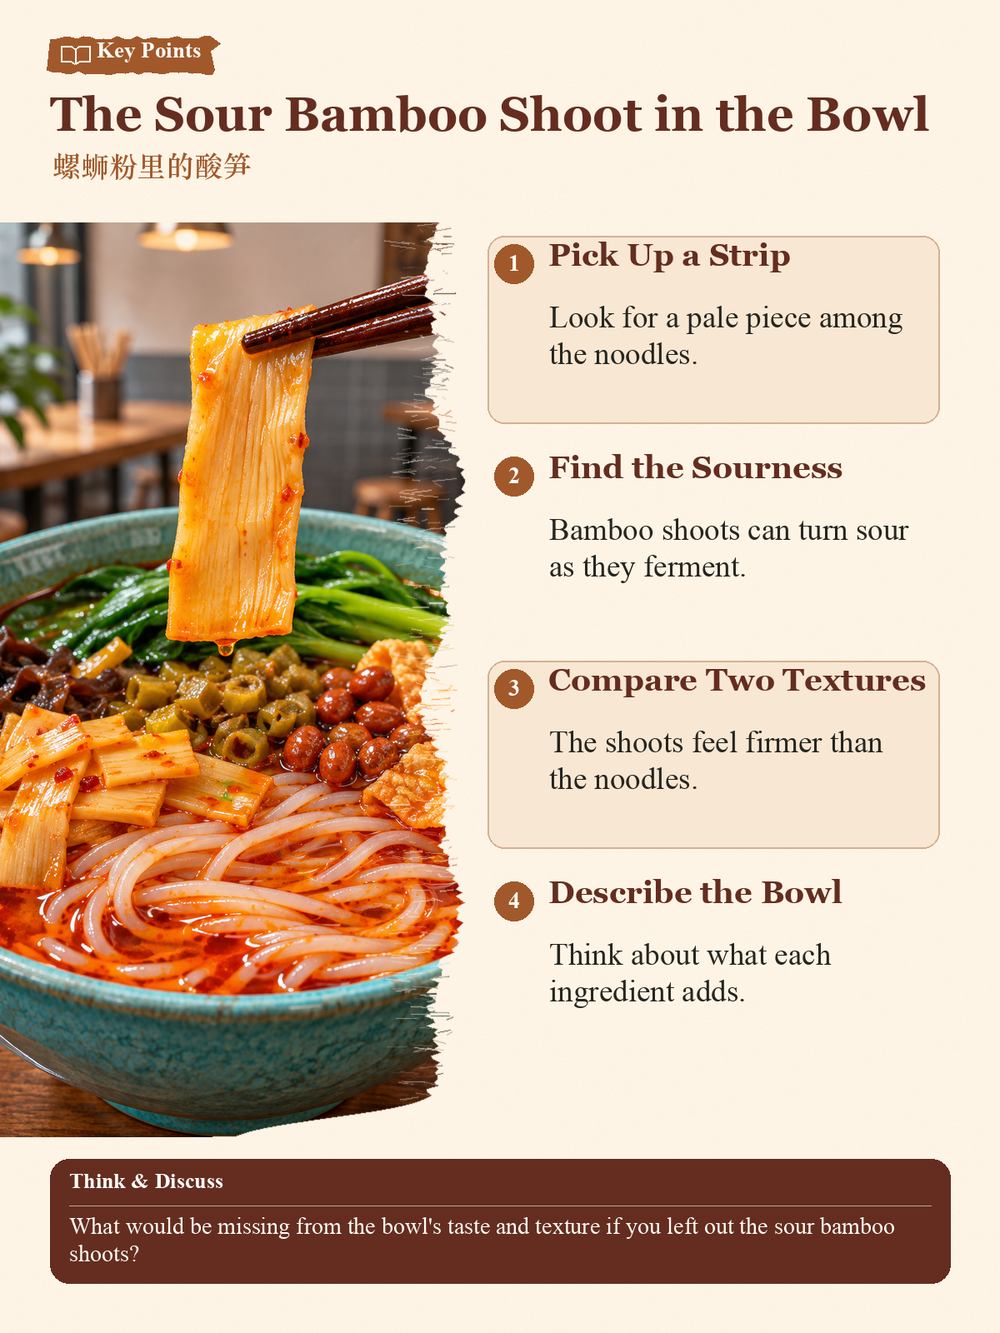 Key Points
The Sour Bamboo Shoot in the Bowl
螺蛳粉里的酸笋
1 Pick Up a Strip
Look for a pale piece among
the noodles.
2 Find the Sourness
Bamboo shoots can turn sour
as they ferment.
3 Compare Two Textures
The shoots feel firmer than
the noodles.
4 Describe the Bowl
Think about what each
ingredient adds.
Think & Discuss
What would be missing from the bowl's taste and texture if you left out the sour bamboo
shoots?